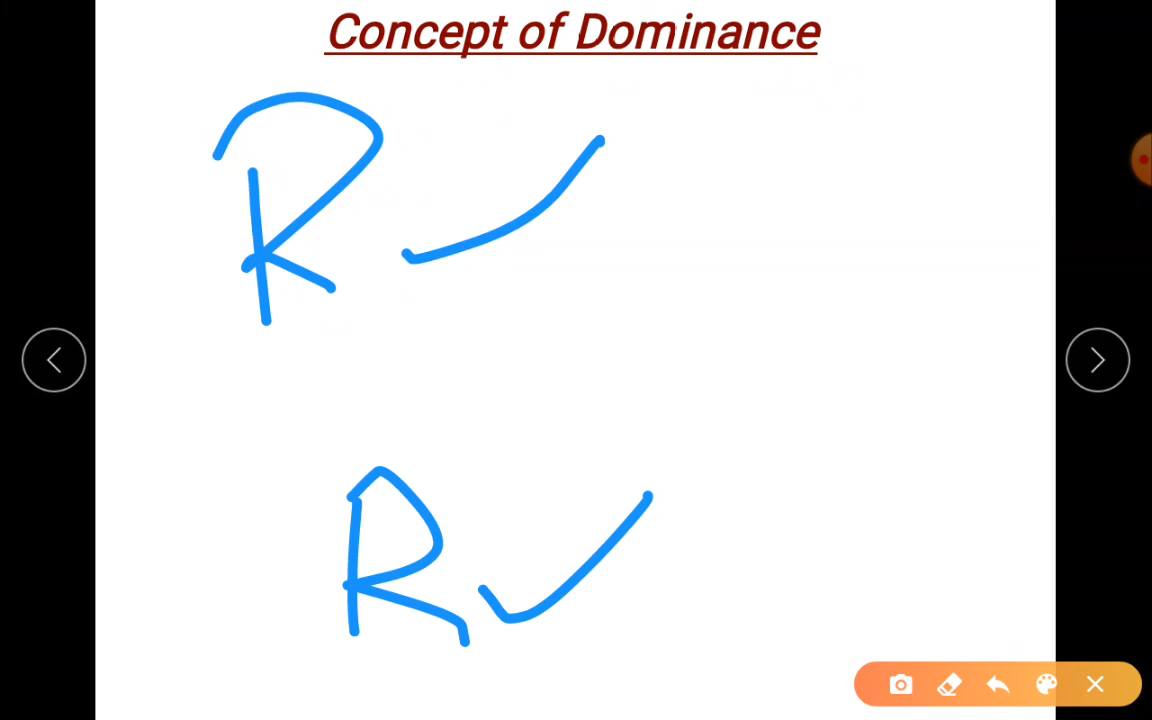 Concept of Dominance
R ✓
R ✓